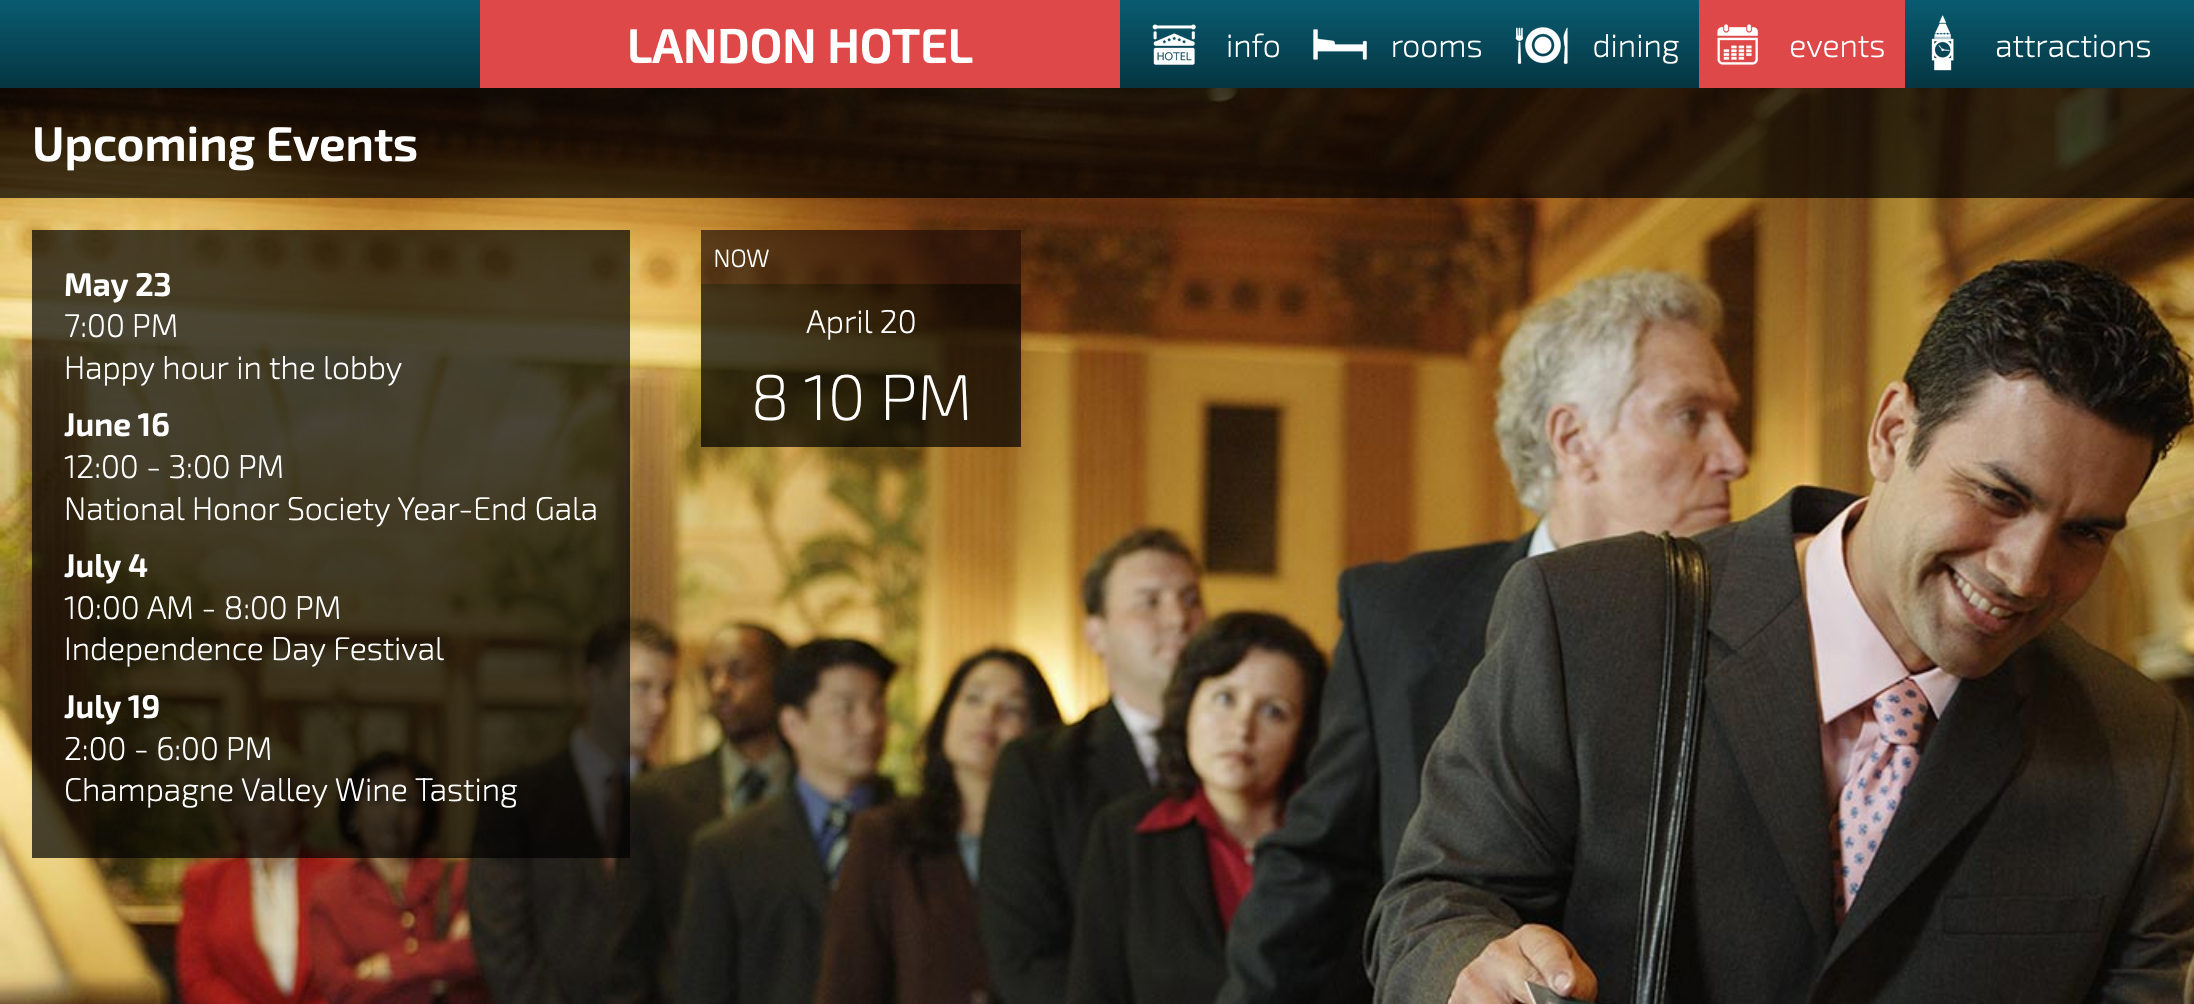 LANDON HOTEL
HOTEL
info
rooms
dining
events
attractions
Upcoming Events
May 23
7:00 PM
Happy hour in the lobby
June 16
12:00 - 3:00 PM
National Honor Society Year-End Gala
July 4
10:00 AM - 8:00 PM
Independence Day Festival
July 19
2:00 - 6:00 PM
Champagne Valley Wine Tasting
NOW
April 20
8 10 PM